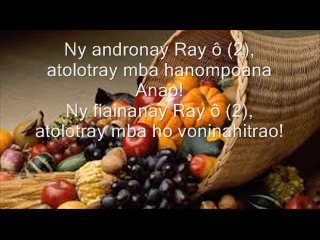 Ny andronay Ray ô (2),
atolotray mba hanompoana
Anao!
Ny fiainanay Ray ô (2),
atolotray mba ho voninahitrao!